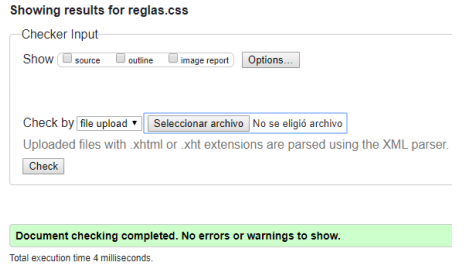 Showing results for reglas.css
Checker Input
Show source outline image report Options...
Check by file upload Seleccionar archivo No se eligió archivo
Uploaded files with .xhtml or .xht extensions are parsed using the XML parser.
Check
Document checking completed. No errors or warnings to show.
Total execution time 4 milliseconds.